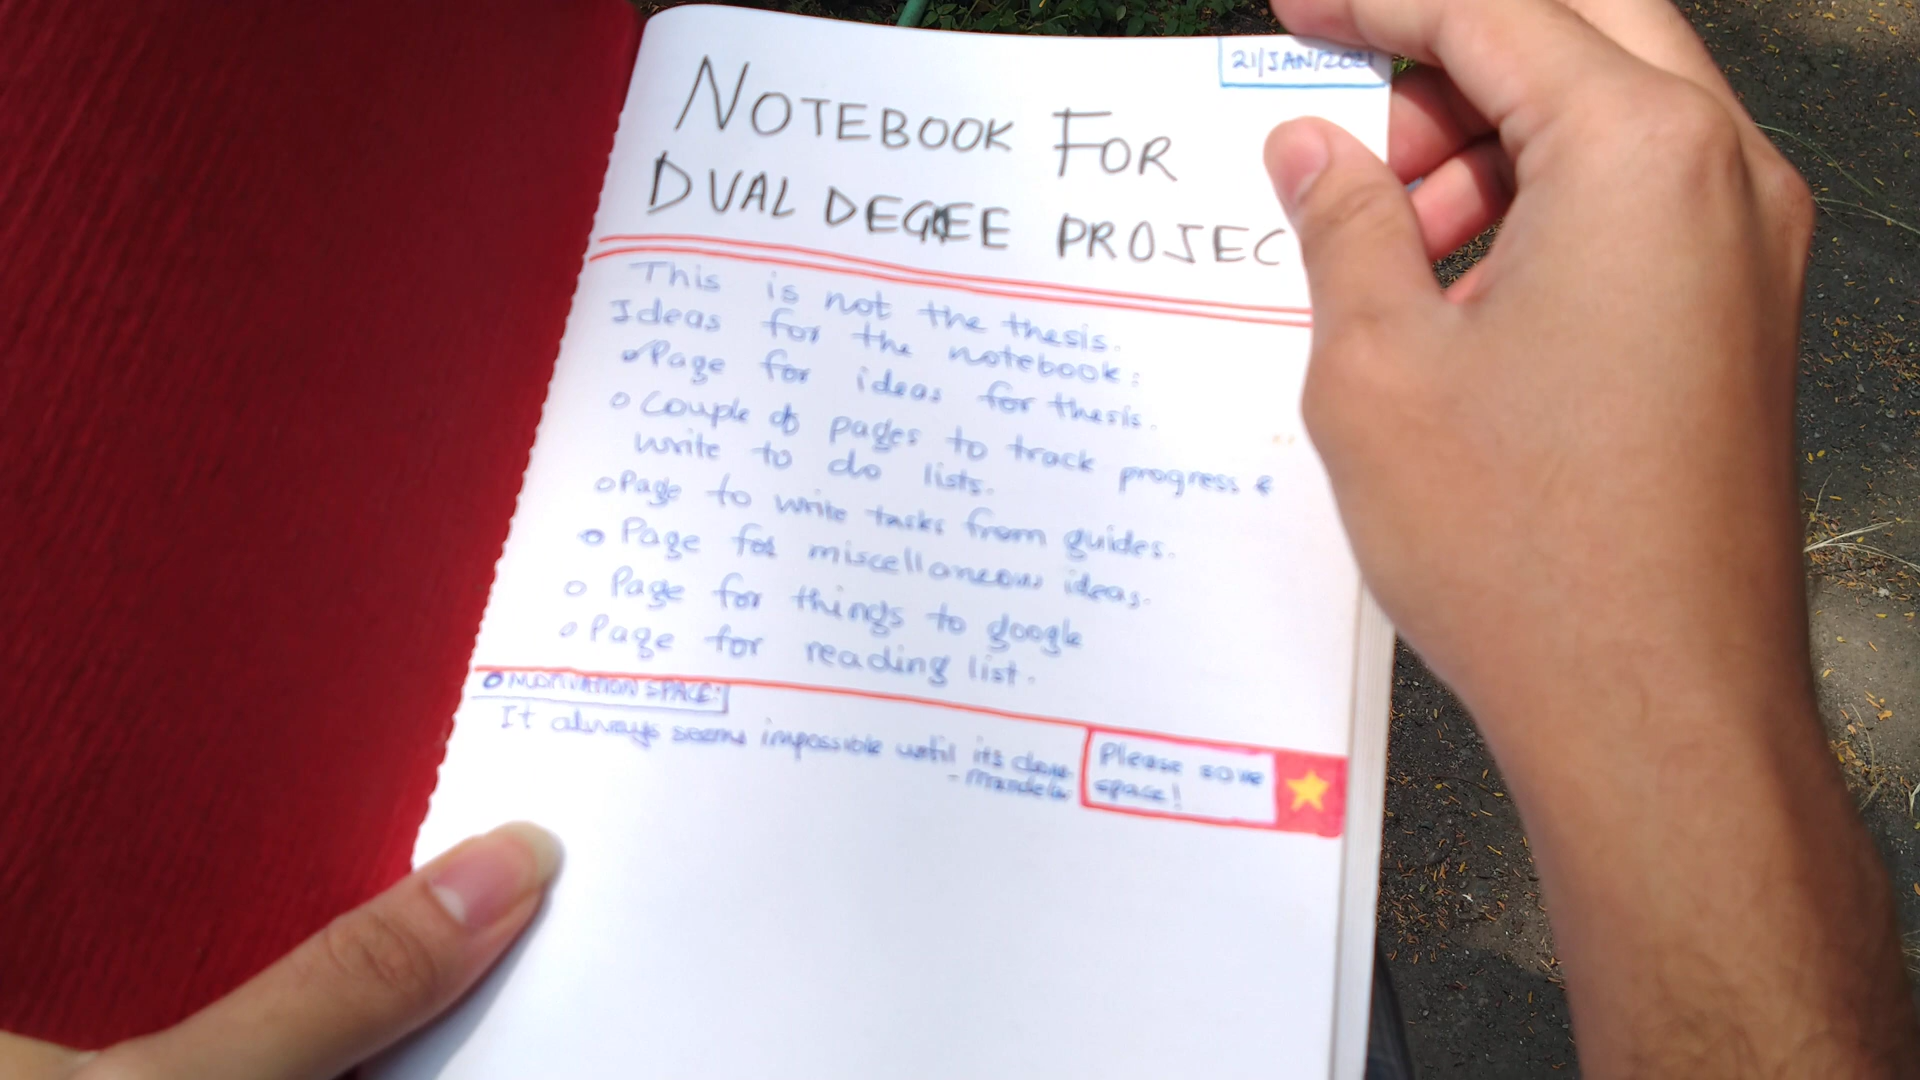 21/JAN/2021
NOTEBOOK FOR
DUAL DEGREE PROJEC
This is not the thesis.
Ideas for the notebook:
Page for ideas for thesis.
Couple of pages to track progress &
write to do lists.
Page to write tasks from guides.
Page for miscellaneous ideas.
Page for things to google
Page for reading list.
MOTIVATION SPACE:
It always seems impossible until its done
- Mandela
Please save
space!